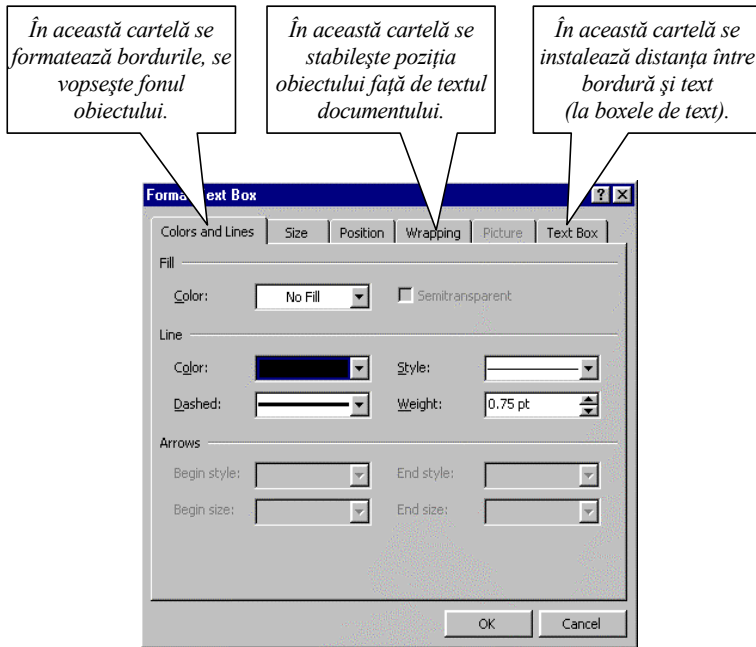 În această cartelă se
formatează bordurile, se
vopseşte fonul
obiectului.
În această cartelă se
stabileşte poziţia
obiectului faţă de textul
documentului.
În această cartelă se
instalează distanţa între
bordură şi text
(la boxele de text).
Format Text Box
Colors and Lines Size Position Wrapping Picture Text Box
Fill
Color: No Fill Semitransparent
Line
Color: Style:
Dashed: Weight: 0.75 pt
Arrows
Begin style: End style:
Begin size: End size:
OK Cancel